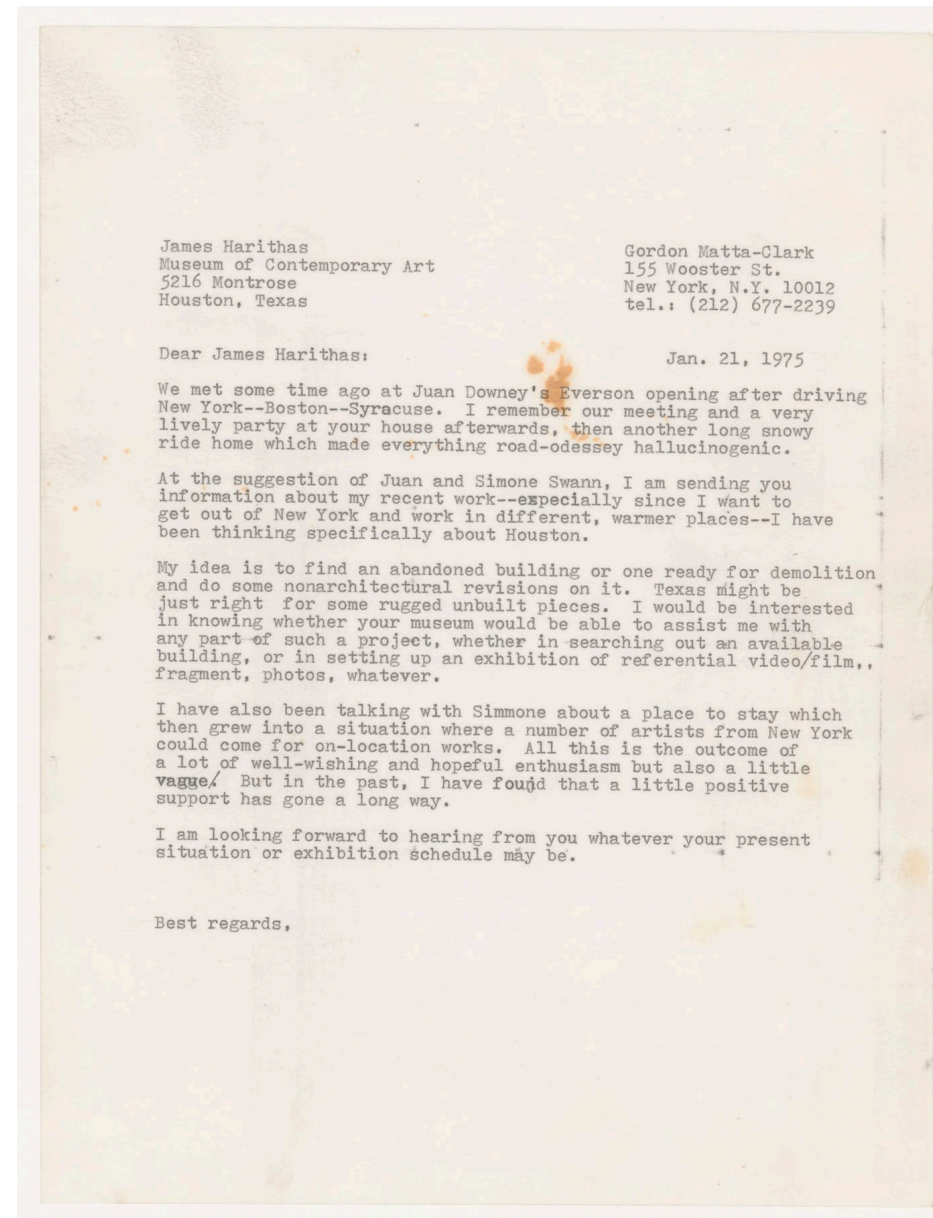 James Harithas
Museum of Contemporary Art
5216 Montrose
Houston, Texas
Gordon Matta-Clark
155 Wooster St.
New York, N.Y. 10012
tel.: (212) 677-2239
Dear James Harithas:
Jan. 21, 1975
We met some time ago at Juan Downey's Everson opening after driving
New York--Boston--Syracuse.  I remember our meeting and a very
lively party at your house afterwards, then another long snowy
ride home which made everything road-odessey hallucinogenic.
At the suggestion of Juan and Simone Swann, I am sending you
information about my recent work--especially since I want to
get out of New York and work in different, warmer places--I have
been thinking specifically about Houston.
My idea is to find an abandoned building or one ready for demolition
and do some nonarchitectural revisions on it.  Texas might be
just right for some rugged unbuilt pieces.  I would be interested
in knowing whether your museum would be able to assist me with
any part of such a project, whether in searching out an available
building, or in setting up an exhibition of referential video/film,,
fragment, photos, whatever.
I have also been talking with Simmone about a place to stay which
then grew into a situation where a number of artists from New York
could come for on-location works.  All this is the outcome of
a lot of well-wishing and hopeful enthusiasm but also a little
vague/.  But in the past, I have found that a little positive
support has gone a long way.
I am looking forward to hearing from you whatever your present
situation or exhibition schedule may be.
Best regards,